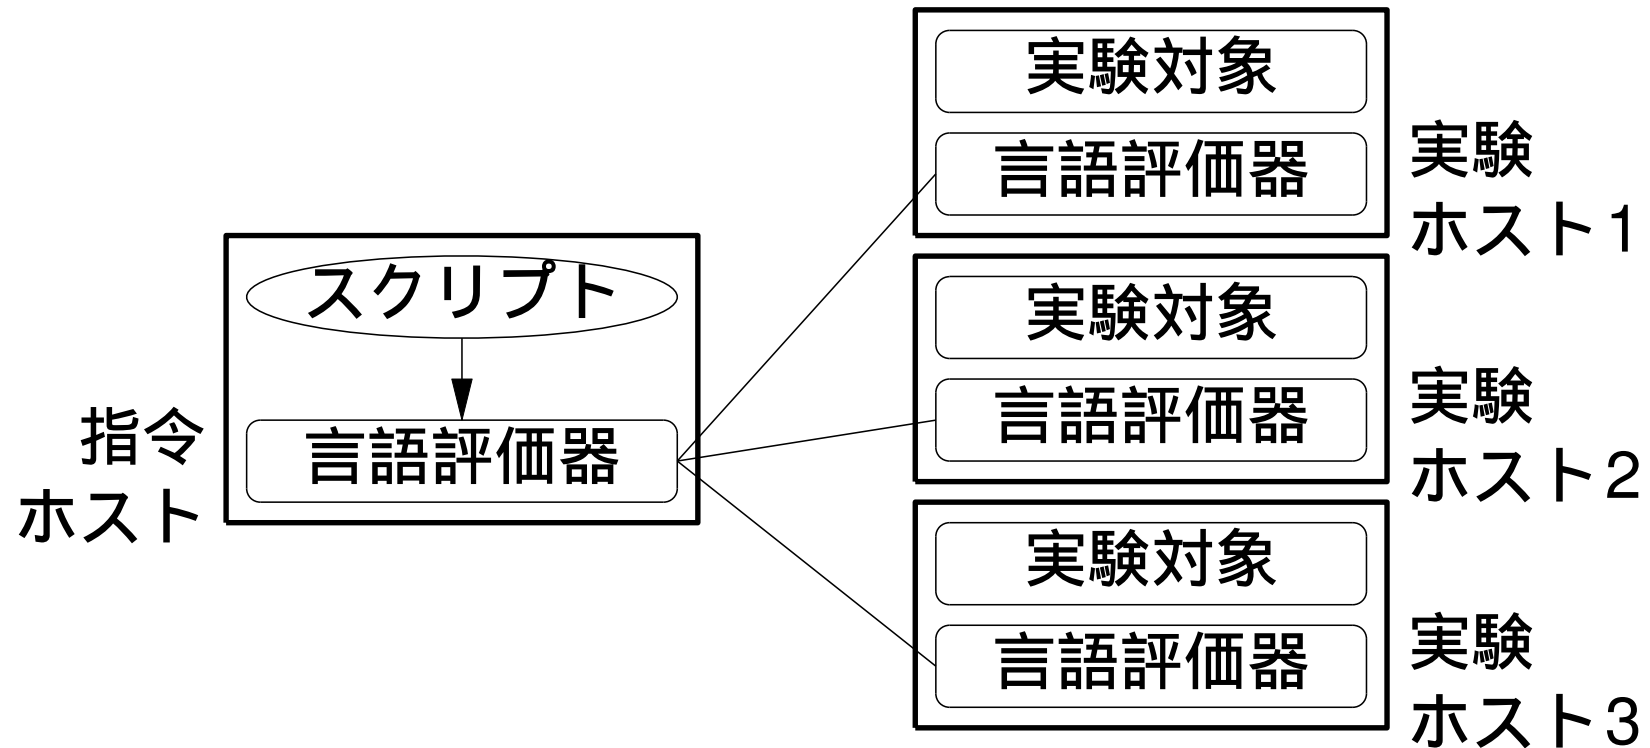 指令
ホスト
スクリプト
言語評価器
実験対象
言語評価器
実験
ホスト1
実験対象
言語評価器
実験
ホスト2
実験対象
言語評価器
実験
ホスト3